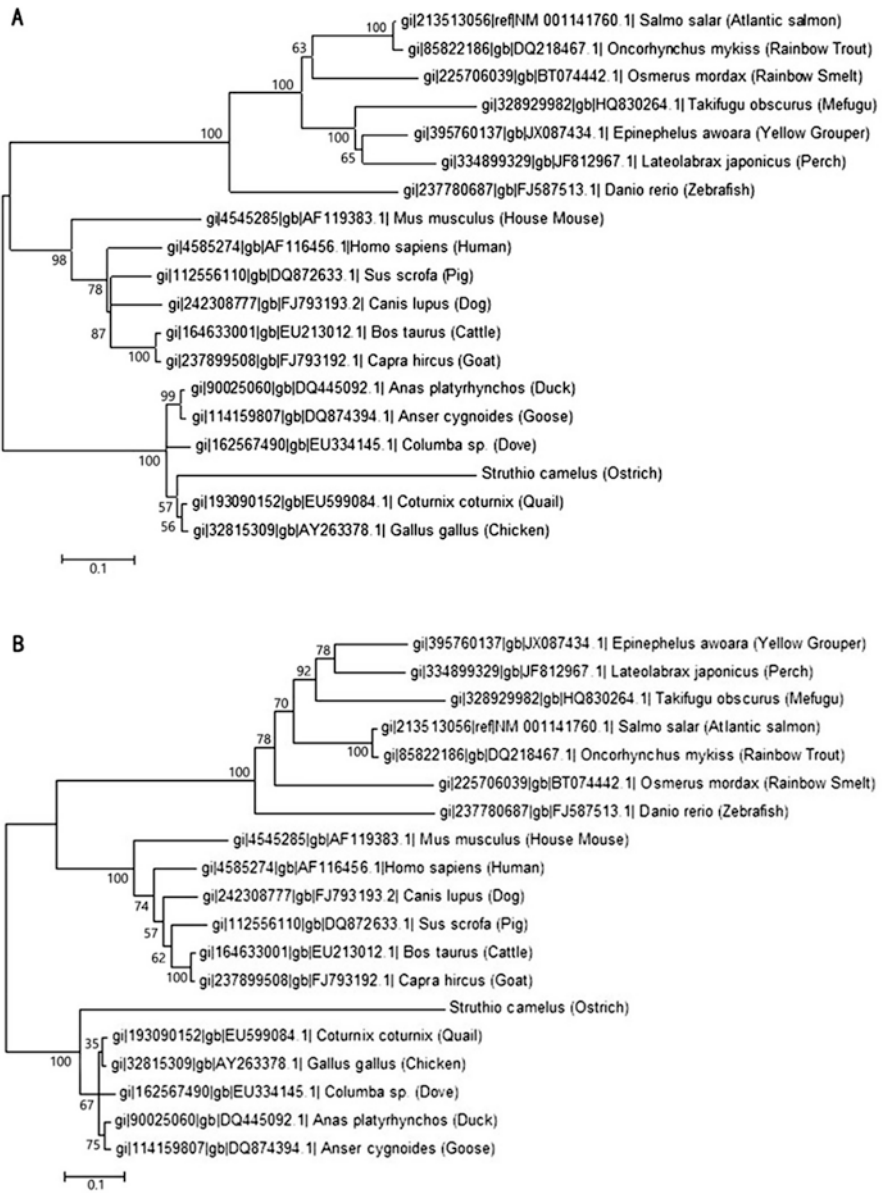 A
gi|213513056|ref|NM 001141760.1| Salmo salar (Atlantic salmon)
100
gi|85822186|gb|DQ218467.1| Oncorhynchus mykiss (Rainbow Trout)
63
gi|225706039|gb|BT074442.1| Osmerus mordax (Rainbow Smelt)
100
gi|328929982|gb|HQ830264.1| Takifugu obscurus (Mefugu)
100
gi|395760137|gb|JX087434.1| Epinephelus awoara (Yellow Grouper)
100
65
gi|334899329|gb|JF812967.1| Lateolabrax japonicus (Perch)
gi|237780687|gb|FJ587513.1| Danio rerio (Zebrafish)
gi|4545285|gb|AF119383.1| Mus musculus (House Mouse)
98
gi|4585274|gb|AF116456.1|Homo sapiens (Human)
78
gi|112556110|gb|DQ872633.1| Sus scrofa (Pig)
gi|242308777|gb|FJ793193.2| Canis lupus (Dog)
87
gi|164633001|gb|EU213012.1| Bos taurus (Cattle)
100
gi|237899508|gb|FJ793192.1| Capra hircus (Goat)
99
gi|90025060|gb|DQ445092.1| Anas platyrhynchos (Duck)
gi|114159807|gb|DQ874394.1| Anser cygnoides (Goose)
gi|162567490|gb|EU334145.1| Columba sp. (Dove)
100
Struthio camelus (Ostrich)
57
gi|193090152|gb|EU599084.1| Coturnix coturnix (Quail)
56
gi|32815309|gb|AY263378.1| Gallus gallus (Chicken)
0.1
B
gi|395760137|gb|JX087434.1| Epinephelus awoara (Yellow Grouper)
78
gi|334899329|gb|JF812967.1| Lateolabrax japonicus (Perch)
92
gi|328929982|gb|HQ830264.1| Takifugu obscurus (Mefugu)
70
gi|213513056|ref|NM 001141760.1| Salmo salar (Atlantic salmon)
78
100
gi|85822186|gb|DQ218467.1| Oncorhynchus mykiss (Rainbow Trout)
100
gi|225706039|gb|BT074442.1| Osmerus mordax (Rainbow Smelt)
gi|237780687|gb|FJ587513.1| Danio rerio (Zebrafish)
gi|4545285|gb|AF119383.1| Mus musculus (House Mouse)
100
gi|4585274|gb|AF116456.1|Homo sapiens (Human)
74
gi|242308777|gb|FJ793193.2| Canis lupus (Dog)
57
gi|112556110|gb|DQ872633.1| Sus scrofa (Pig)
62
gi|164633001|gb|EU213012.1| Bos taurus (Cattle)
100
gi|237899508|gb|FJ793192.1| Capra hircus (Goat)
Struthio camelus (Ostrich)
35
gi|193090152|gb|EU599084.1| Coturnix coturnix (Quail)
100
gi|32815309|gb|AY263378.1| Gallus gallus (Chicken)
gi|162567490|gb|EU334145.1| Columba sp. (Dove)
67
gi|90025060|gb|DQ445092.1| Anas platyrhynchos (Duck)
75
gi|114159807|gb|DQ874394.1| Anser cygnoides (Goose)
0.1